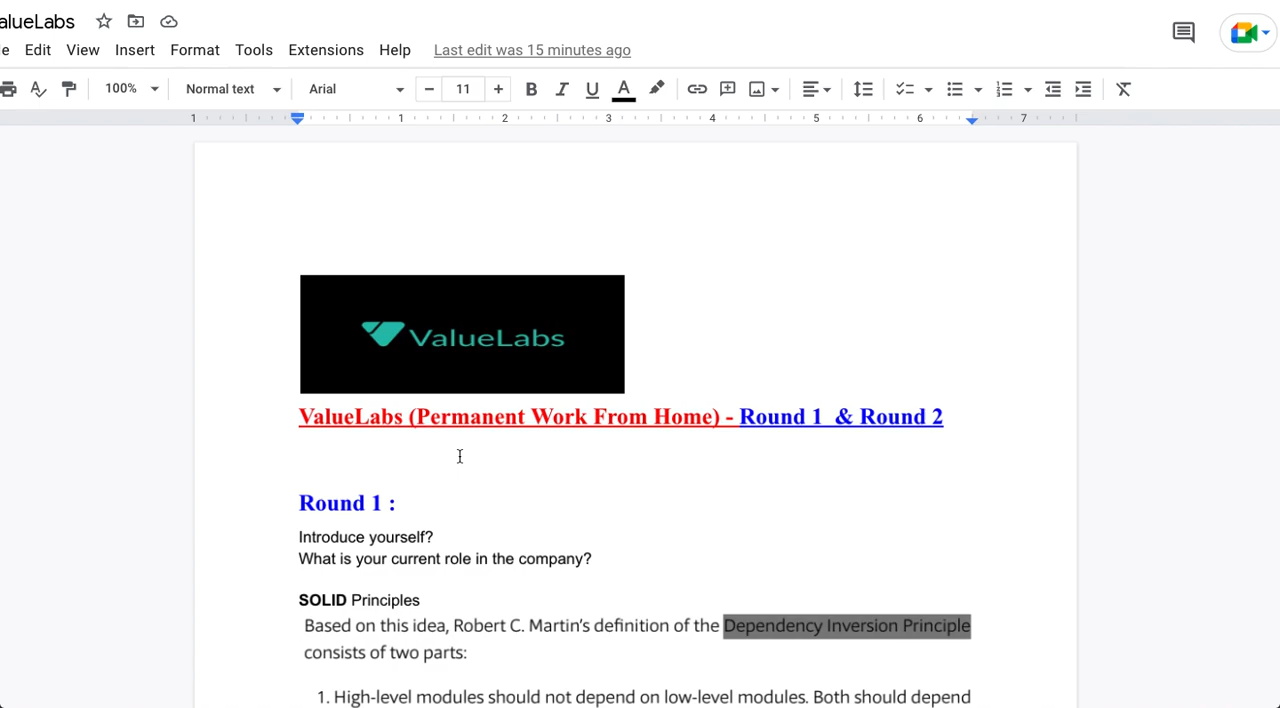 alueLabs
e Edit View Insert Format Tools Extensions Help Last edit was 15 minutes ago
100% Normal text Arial 11 B I U A
1 1 2 3 4 5 6 7
ValueLabs
ValueLabs (Permanent Work From Home) - Round 1 & Round 2
Round 1 :
Introduce yourself?
What is your current role in the company?
SOLID Principles
Based on this idea, Robert C. Martin's definition of the Dependency Inversion Principle
consists of two parts:
1. High-level modules should not depend on low-level modules. Both should depend